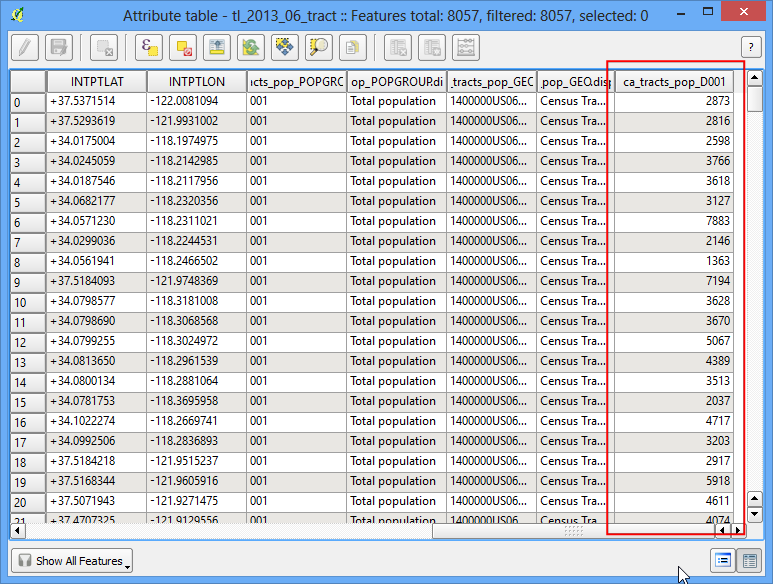 Attribute table - tl_2013_06_tract :: Features total: 8057, filtered: 8057, selected: 0
?
INTPTLAT INTPTLON icts_pop_POPGRC op_POPGROUP.di _tracts_pop_GEC .pop_GEO.disp ca_tracts_pop_D001
0 +37.5371514 -122.0081094 001 Total population 1400000US06... Census Tra... 2873
1 +37.5293619 -121.9931002 001 Total population 1400000US06... Census Tra... 2816
2 +34.0175004 -118.1974975 001 Total population 1400000US06... Census Tra... 2598
3 +34.0245059 -118.2142985 001 Total population 1400000US06... Census Tra... 3766
4 +34.0187546 -118.2117956 001 Total population 1400000US06... Census Tra... 3618
5 +34.0682177 -118.2320356 001 Total population 1400000US06... Census Tra... 3127
6 +34.0571230 -118.2311021 001 Total population 1400000US06... Census Tra... 7883
7 +34.0299036 -118.2244531 001 Total population 1400000US06... Census Tra... 2146
8 +34.0561941 -118.2466502 001 Total population 1400000US06... Census Tra... 1363
9 +37.5184093 -121.9748369 001 Total population 1400000US06... Census Tra... 7194
10 +34.0798577 -118.3181008 001 Total population 1400000US06... Census Tra... 3628
11 +34.0798690 -118.3068568 001 Total population 1400000US06... Census Tra... 3670
12 +34.0799255 -118.3024972 001 Total population 1400000US06... Census Tra... 5067
13 +34.0813650 -118.2961539 001 Total population 1400000US06... Census Tra... 4389
14 +34.0800134 -118.2881064 001 Total population 1400000US06... Census Tra... 3513
15 +34.0781753 -118.3695958 001 Total population 1400000US06... Census Tra... 2037
16 +34.1022274 -118.2669741 001 Total population 1400000US06... Census Tra... 4717
17 +34.0992506 -118.2836893 001 Total population 1400000US06... Census Tra... 3203
18 +37.5184218 -121.9515237 001 Total population 1400000US06... Census Tra... 2917
19 +37.5168344 -121.9605916 001 Total population 1400000US06... Census Tra... 5918
20 +37.5071943 -121.9271475 001 Total population 1400000US06... Census Tra... 4611
21 +37.4707325 -121.9129556 001 Total population 1400000US06... Census Tra... 4074
Show All Features